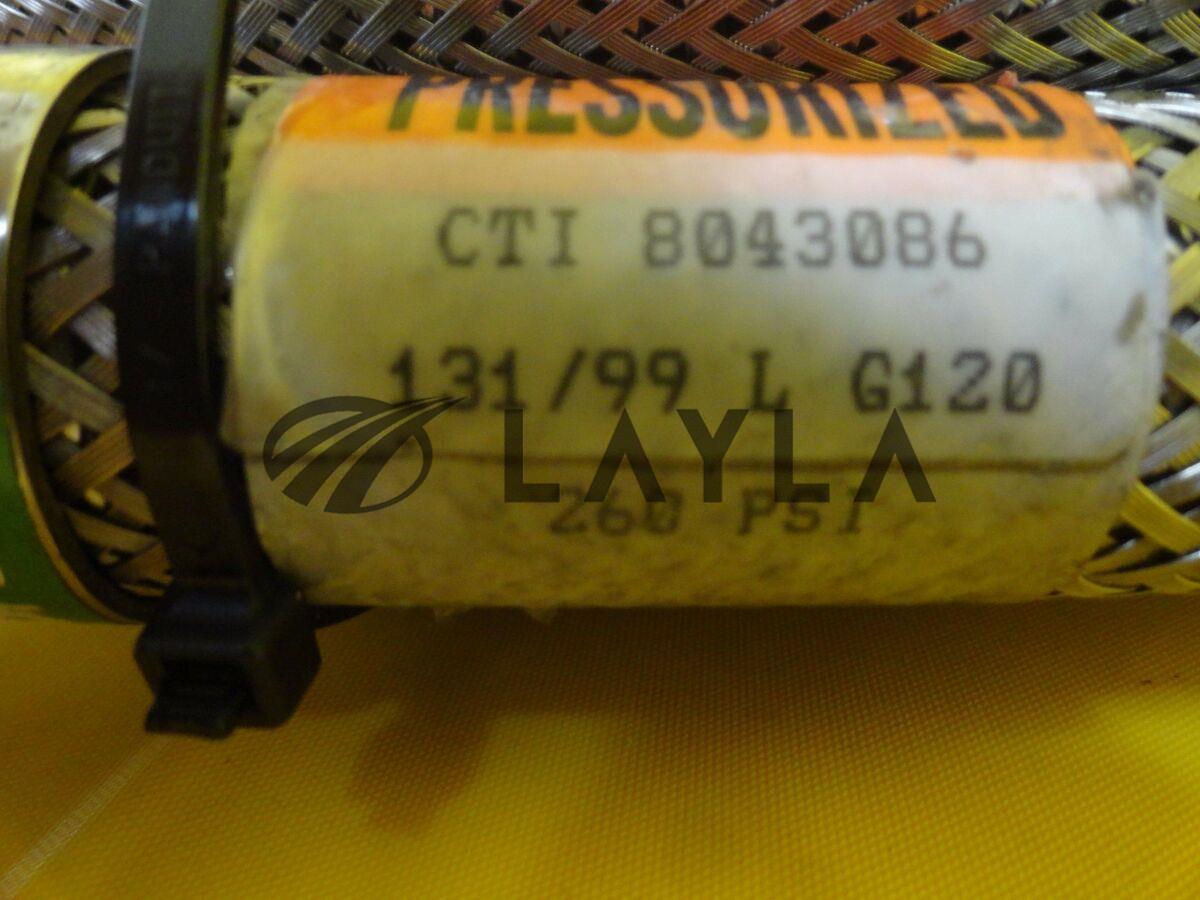 PRESSURIZED
CTI 8043086
131/99 L G120
LAYLA
260 PSI